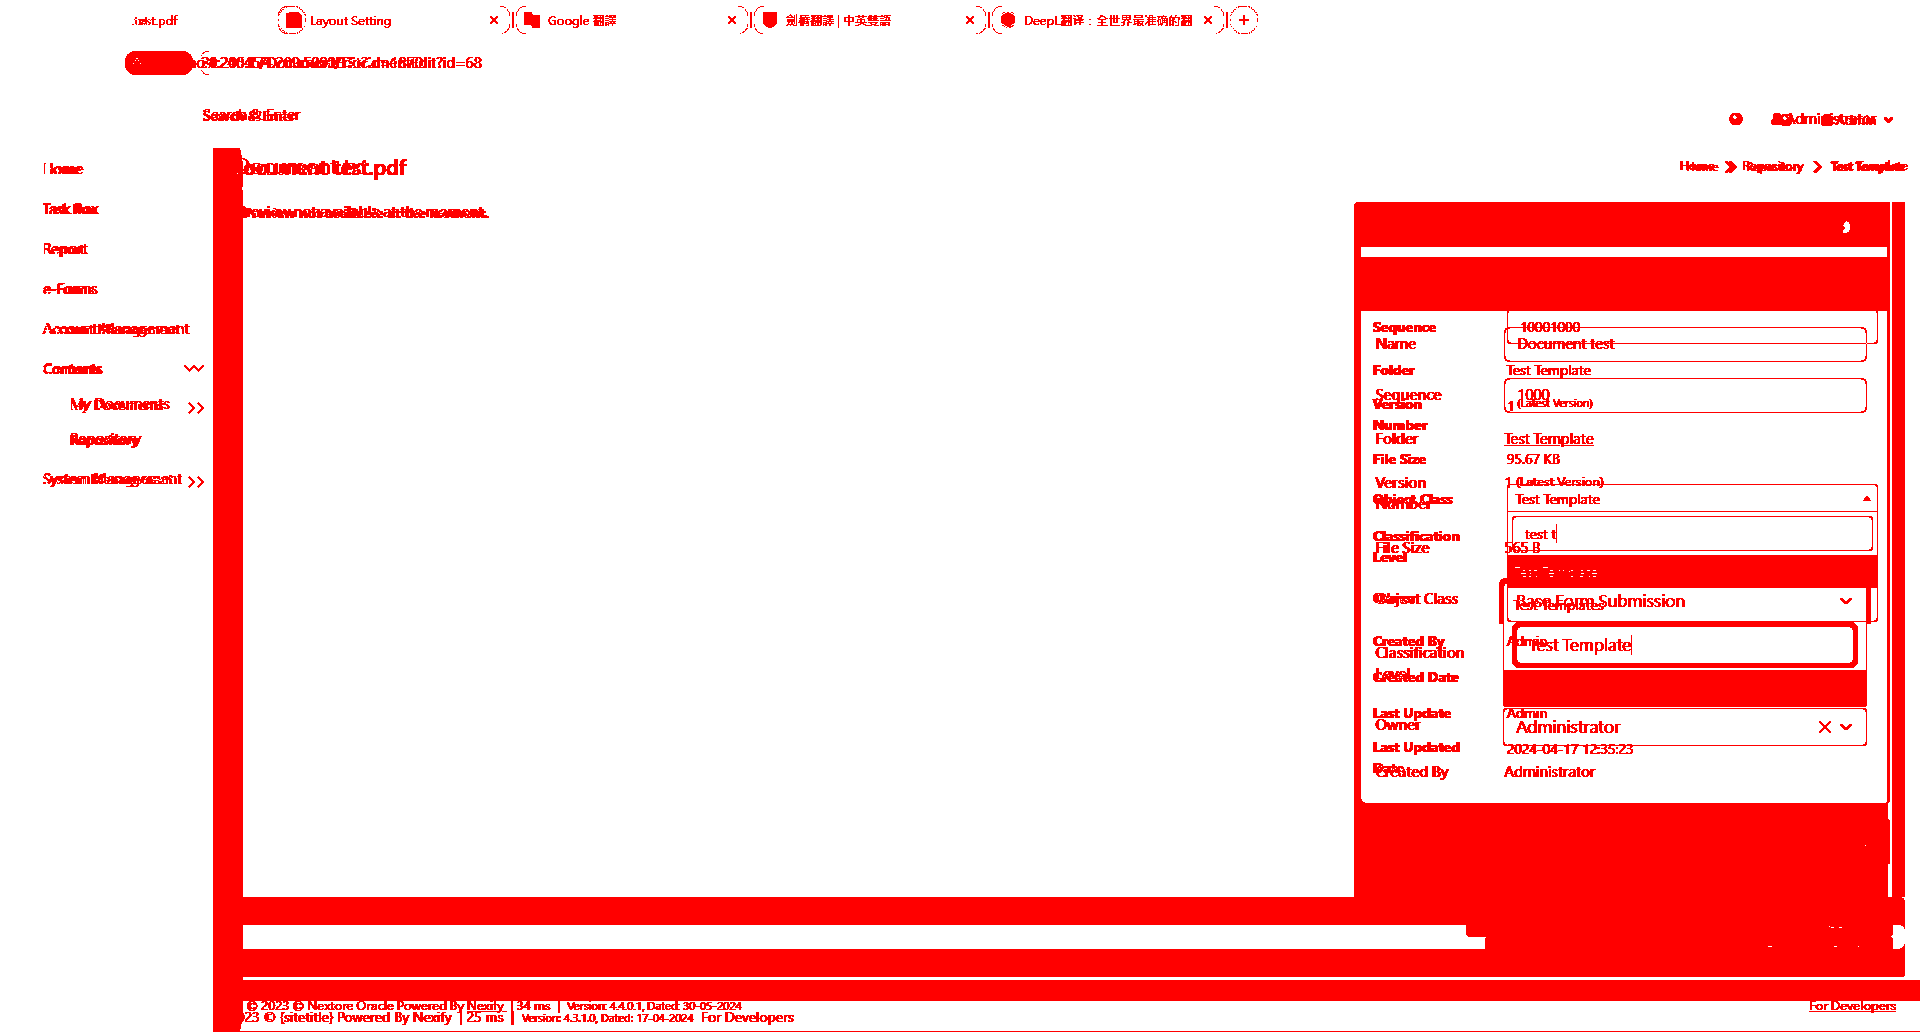 test.pdf
Layout Setting
Google 翻譯
劍橋翻譯 | 中英雙語
DeepL翻译：全世界最准确的翻
Search & Enter
Administrator
Home
Document test.pdf
Home
Repository
Test Template
Task Box
Preview not available at the moment.
Report
e-Forms
Account Management
Contents
My Documents
Repository
System Management
Sequence
10001000
Name
Document test
Folder
Test Template
Sequence
1000
Version
1 (Latest Version)
Number
Folder
Test Template
File Size
95.67 KB
Version
1 (Latest Version)
Object Class
Test Template
Number
Classification
test t
File Size
565 B
Level
Test Template
Object Class
Base Form Submission
Test Templates
Created By
Admin
Test Template
Classification
Level
Created Date
Last Update
Admin
Owner
Administrator
Last Updated
2024-04-17 12:35:23
Date
Created By
Administrator
© 2023 © Nextore Oracle Powered By Nexify | 34 ms | Version: 4.4.0.1, Dated: 30-05-2024
For Developers
23 © {sitetitle} Powered By Nexify | 25 ms | Version: 4.3.1.0, Dated: 17-04-2024 For Developers